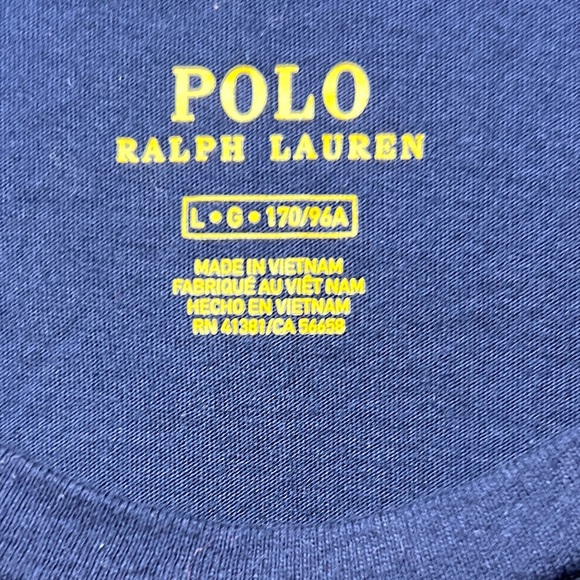 POLO
RALPH LAUREN
L • G • 170/96A
MADE IN VIETNAM
FABRIQUÉ AU VIÊT NAM
HECHO EN VIETNAM
RN 41381/CA 56658